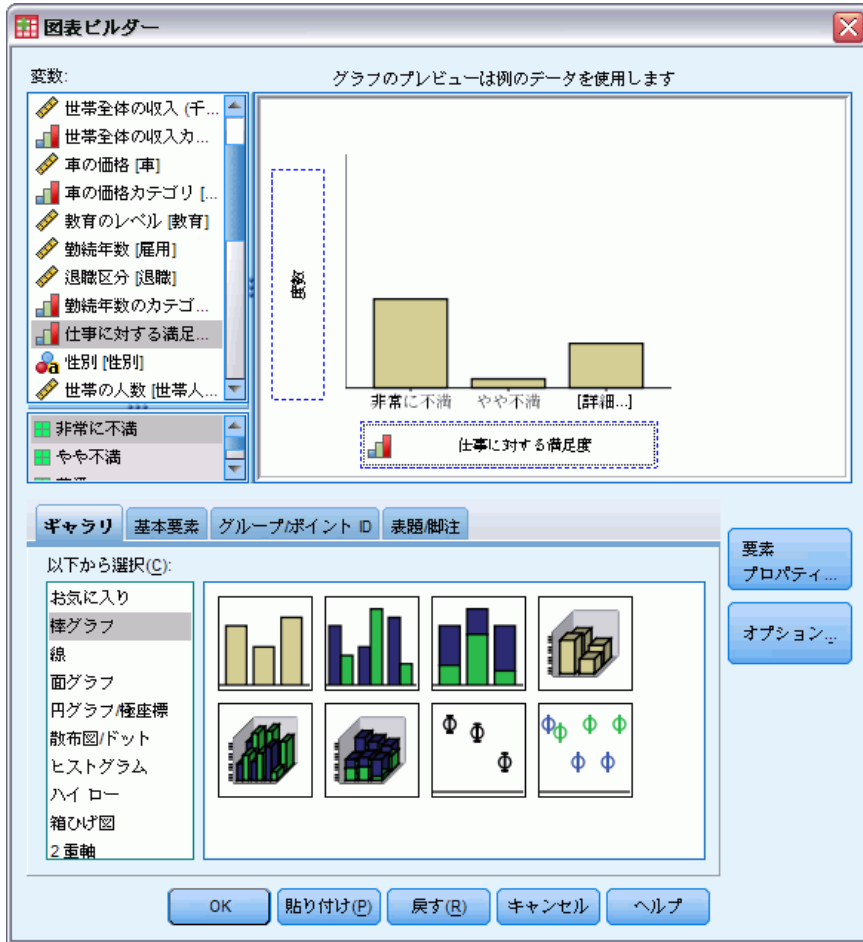 図表ビルダー
変数:
世帯全体の収入 (千...
世帯全体の収入カ...
車の価格 [車]
車の価格カテゴリ [...
教育のレベル [教育]
勤続年数 [雇用]
退職区分 [退職]
勤続年数のカテゴ...
仕事に対する満足...
a 性別 [性別]
世帯の人数 [世帯人...
非常に不満
やや不満
グラフのプレビューは例のデータを使用します
度数
非常に不満 やや不満 [詳細...]
仕事に対する満足度
ギャラリ 基本要素 グループ/ポイント ID 表題/脚注
以下から選択(C):
お気に入り
棒グラフ
線
面グラフ
円グラフ/極座標
散布図/ドット
ヒストグラム
ハイ ロー
箱ひげ図
2 重軸
要素
プロパティ...
オプション...
OK 貼り付け(P) 戻す(R) キャンセル ヘルプ